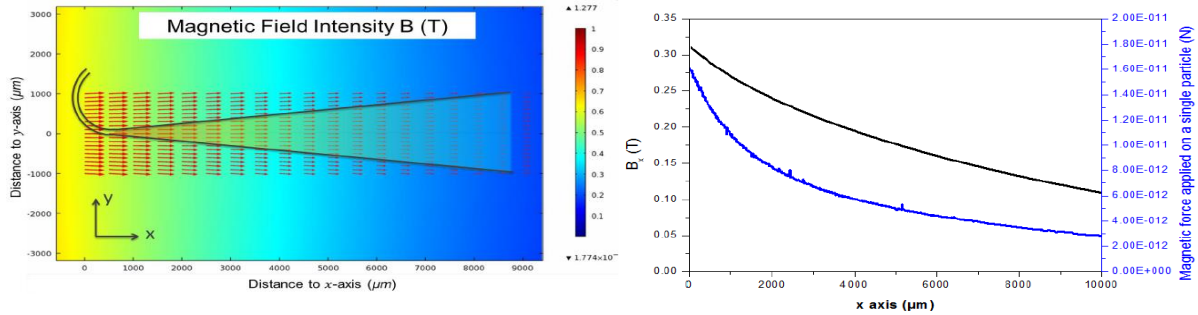 Magnetic Field Intensity B (T)
Distance to y-axis (µm)
3000
2000
1000
0
-1000
-2000
-3000
y
x
0
1000
2000
3000
4000
5000
6000
7000
8000
9000
Distance to x-axis (µm)
▲ 1.277
1
0.9
0.8
0.7
0.6
0.5
0.4
0.3
0.2
0.1
▼ 1.774×10⁻
Bx (T)
0.35
0.30
0.25
0.20
0.15
0.10
0.05
0.00
0
2000
4000
6000
8000
10000
x axis (µm)
2.00E-011
1.80E-011
1.60E-011
1.40E-011
1.20E-011
1.00E-011
8.00E-012
6.00E-012
4.00E-012
2.00E-012
0.00E+000
Magnetic force applied on a single particle (N)